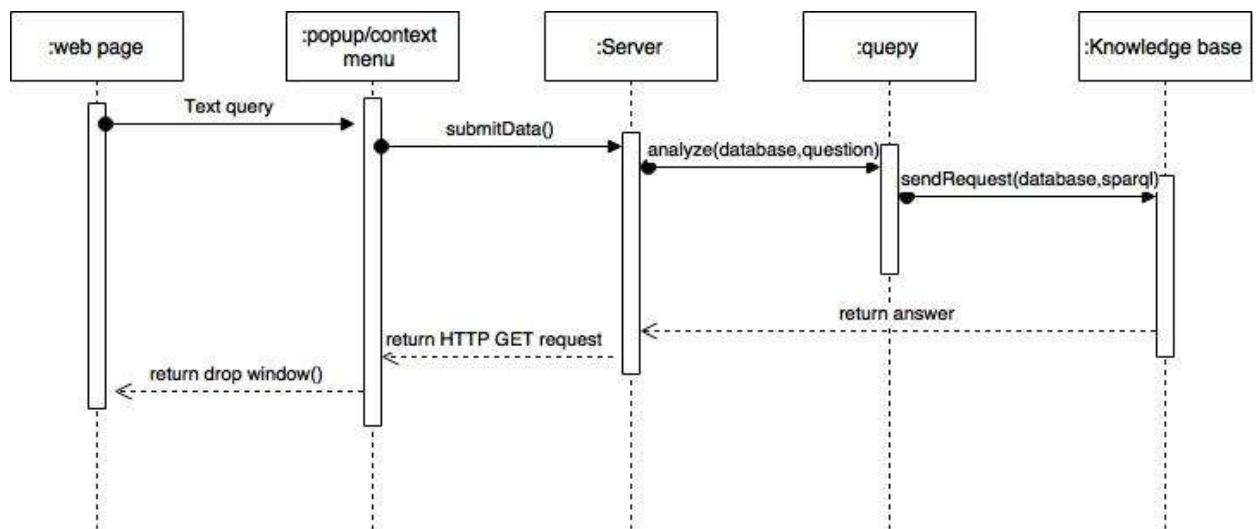 :web page
:popup/context
menu
:Server
:quepy
:Knowledge base
Text query
submitData()
analyze(database,question)
sendRequest(database,sparql)
return answer
return HTTP GET request
return drop window()